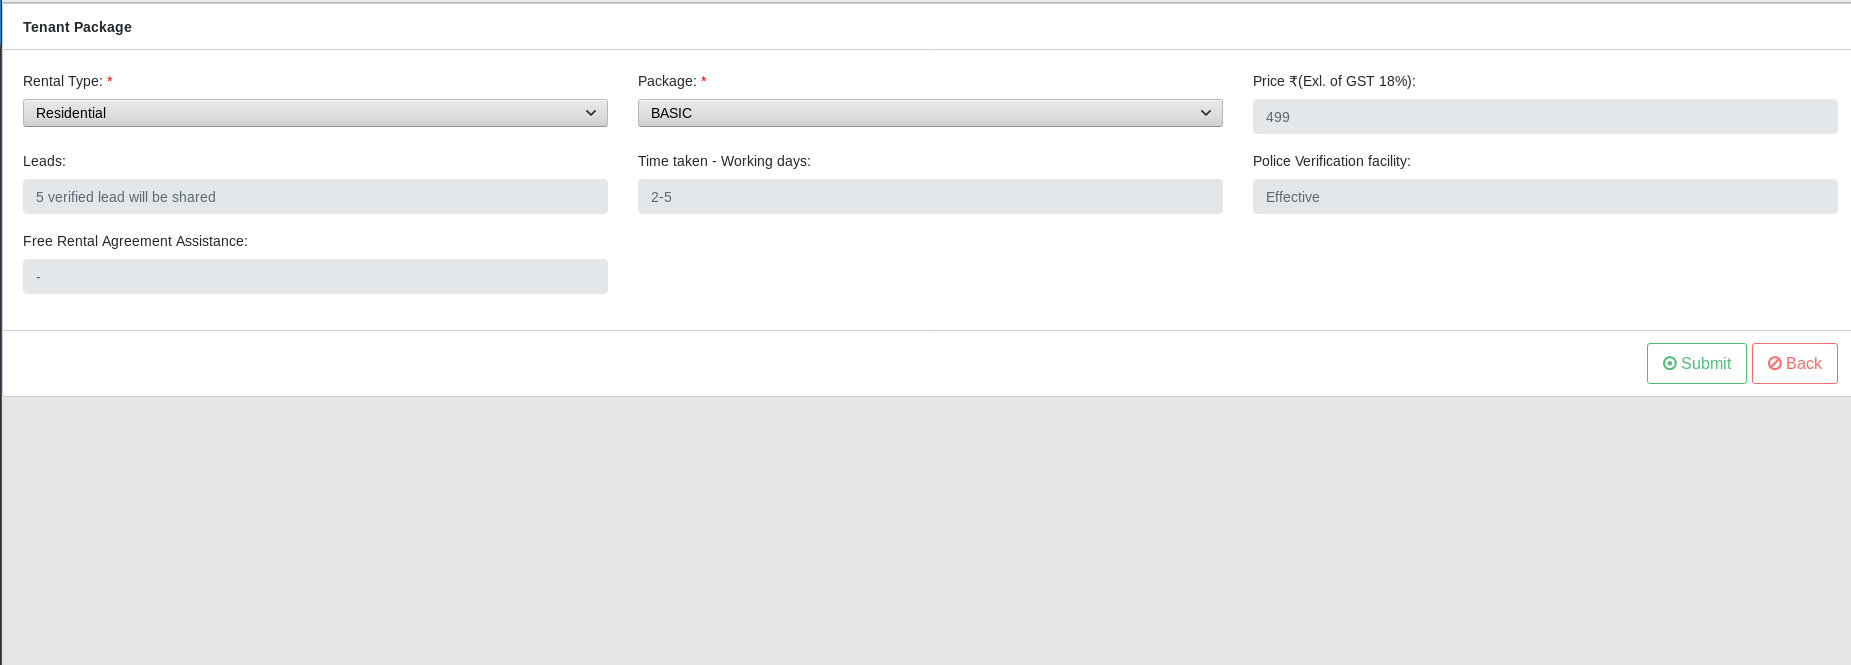 Tenant Package
Rental Type: *
Package: *
Price ₹(Exl. of GST 18%):
Residential
BASIC
499
Leads:
Time taken - Working days:
Police Verification facility:
5 verified lead will be shared
2-5
Effective
Free Rental Agreement Assistance:
-
Submit
Back